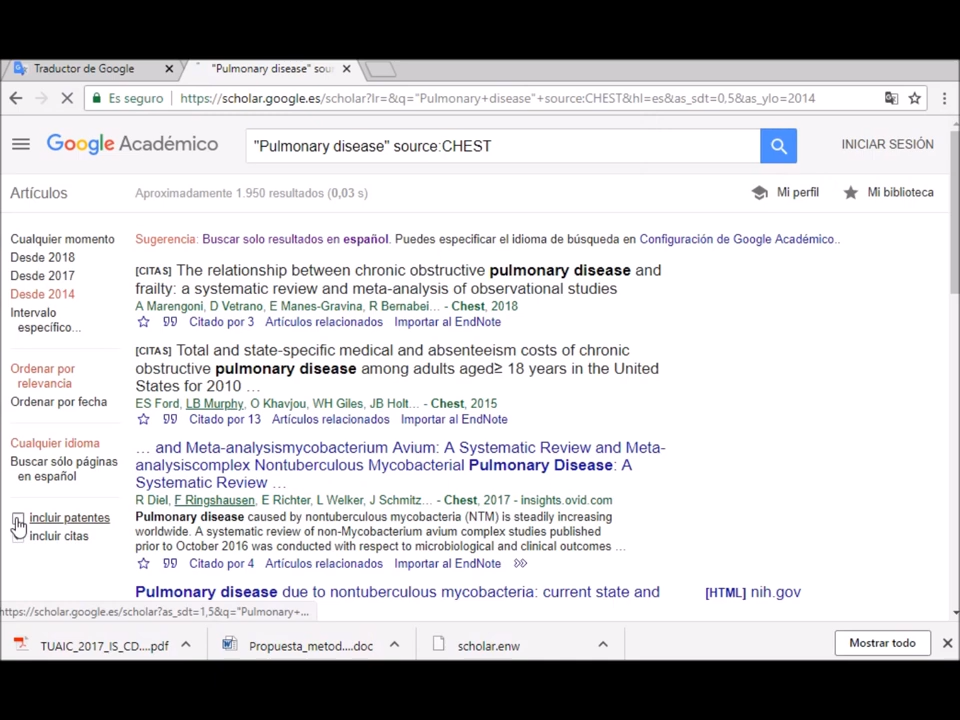 Traductor de Google
"Pulmonary disease" sou
Es seguro
https://scholar.google.es/scholar?lr=&q="Pulmonary+disease"+source:CHEST&hl=es&as_sdt=0,5&as_ylo=2014
Google Académico
"Pulmonary disease" source:CHEST
INICIAR SESIÓN
Artículos
Aproximadamente 1.950 resultados (0,03 s)
Mi perfil
Mi biblioteca
Cualquier momento
Desde 2018
Desde 2017
Desde 2014
Intervalo
específico...
Ordenar por
relevancia
Ordenar por fecha
Cualquier idioma
Buscar sólo páginas
en español
incluir patentes
incluir citas
Sugerencia: Buscar solo resultados en español. Puedes especificar el idioma de búsqueda en Configuración de Google Académico..
[CITAS] The relationship between chronic obstructive pulmonary disease and
frailty: a systematic review and meta-analysis of observational studies
A Marengoni, D Vetrano, E Manes-Gravina, R Bernabei... - Chest, 2018
Citado por 3 Artículos relacionados Importar al EndNote
[CITAS] Total and state-specific medical and absenteeism costs of chronic
obstructive pulmonary disease among adults aged≥ 18 years in the United
States for 2010 ...
ES Ford, LB Murphy, O Khavjou, WH Giles, JB Holt... - Chest, 2015
Citado por 13 Artículos relacionados Importar al EndNote
... and Meta-analysismycobacterium Avium: A Systematic Review and Meta-
analysiscomplex Nontuberculous Mycobacterial Pulmonary Disease: A
Systematic Review ...
R Diel, F Ringshausen, E Richter, L Welker, J Schmitz... - Chest, 2017 - insights.ovid.com
Pulmonary disease caused by nontuberculous mycobacteria (NTM) is steadily increasing
worldwide. A systematic review of non-Mycobacterium avium complex studies published
prior to October 2016 was conducted with respect to microbiological and clinical outcomes ...
Citado por 4 Artículos relacionados Importar al EndNote
Pulmonary disease due to nontuberculous mycobacteria: current state and
[HTML] nih.gov
https://scholar.google.es/scholar?as_sdt=1,5&q="Pulmonary+...
TUAIC_2017_IS_CD....pdf
Propuesta_metod....doc
scholar.enw
Mostrar todo